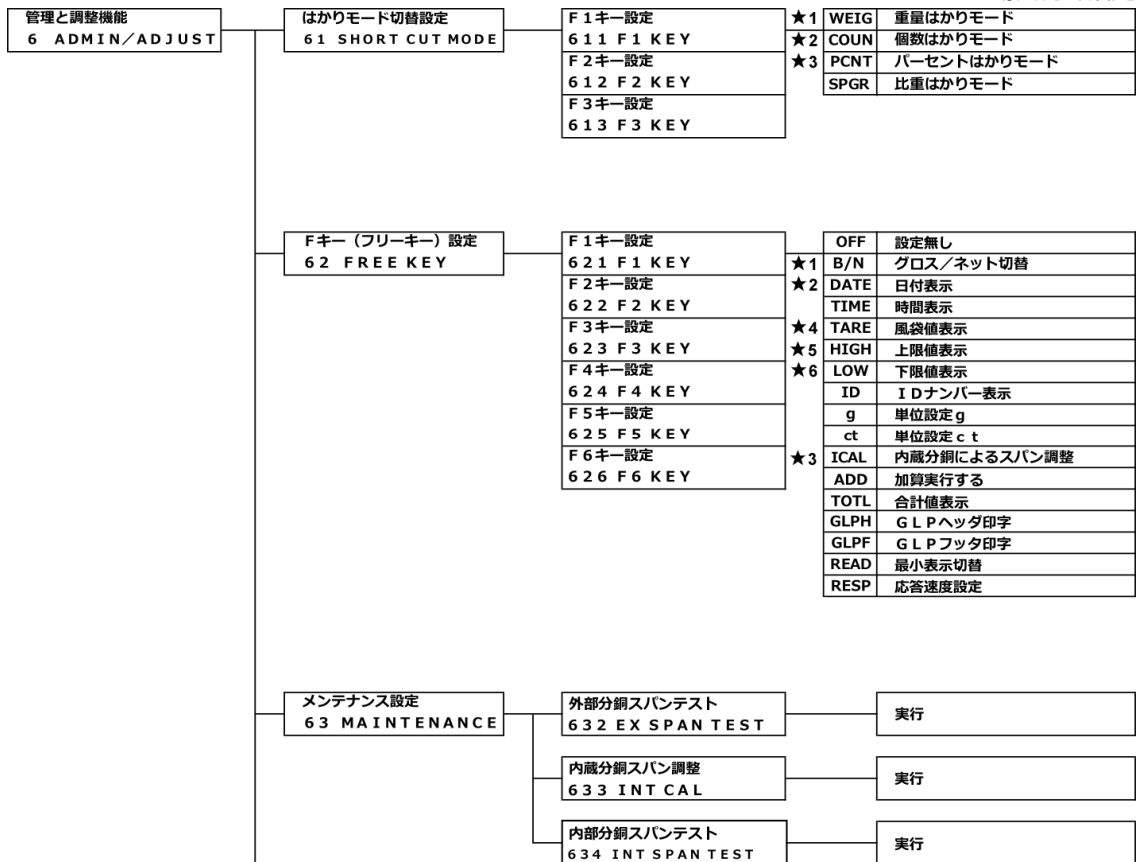 管理と調整機能
6 ADMIN/ADJUST
はかりモード切替設定
61 SHORT CUT MODE
F1キー設定
611 F1 KEY
F2キー設定
612 F2 KEY
F3キー設定
613 F3 KEY
★1 WEIG 重量はかりモード
★2 COUN 個数はかりモード
★3 PCNT パーセントはかりモード
SPGR 比重はかりモード
Fキー(フリーキー)設定
62 FREE KEY
F1キー設定
621 F1 KEY
F2キー設定
622 F2 KEY
F3キー設定
623 F3 KEY
F4キー設定
624 F4 KEY
F5キー設定
625 F5 KEY
F6キー設定
626 F6 KEY
OFF 設定無し
★1 B/N グロス/ネット切替
★2 DATE 日付表示
TIME 時間表示
★4 TARE 風袋値表示
★5 HIGH 上限値表示
★6 LOW 下限値表示
ID IDナンバー表示
g 単位設定g
ct 単位設定ct
★3 ICAL 内蔵分銅によるスパン調整
ADD 加算実行する
TOTL 合計値表示
GLPH GLPヘッダ印字
GLPF GLPフッタ印字
READ 最小表示切替
RESP 応答速度設定
メンテナンス設定
63 MAINTENANCE
外部分銅スパンテスト
632 EX SPAN TEST
実行
内蔵分銅スパン調整
633 INT CAL
実行
内部分銅スパンテスト
634 INT SPAN TEST
実行